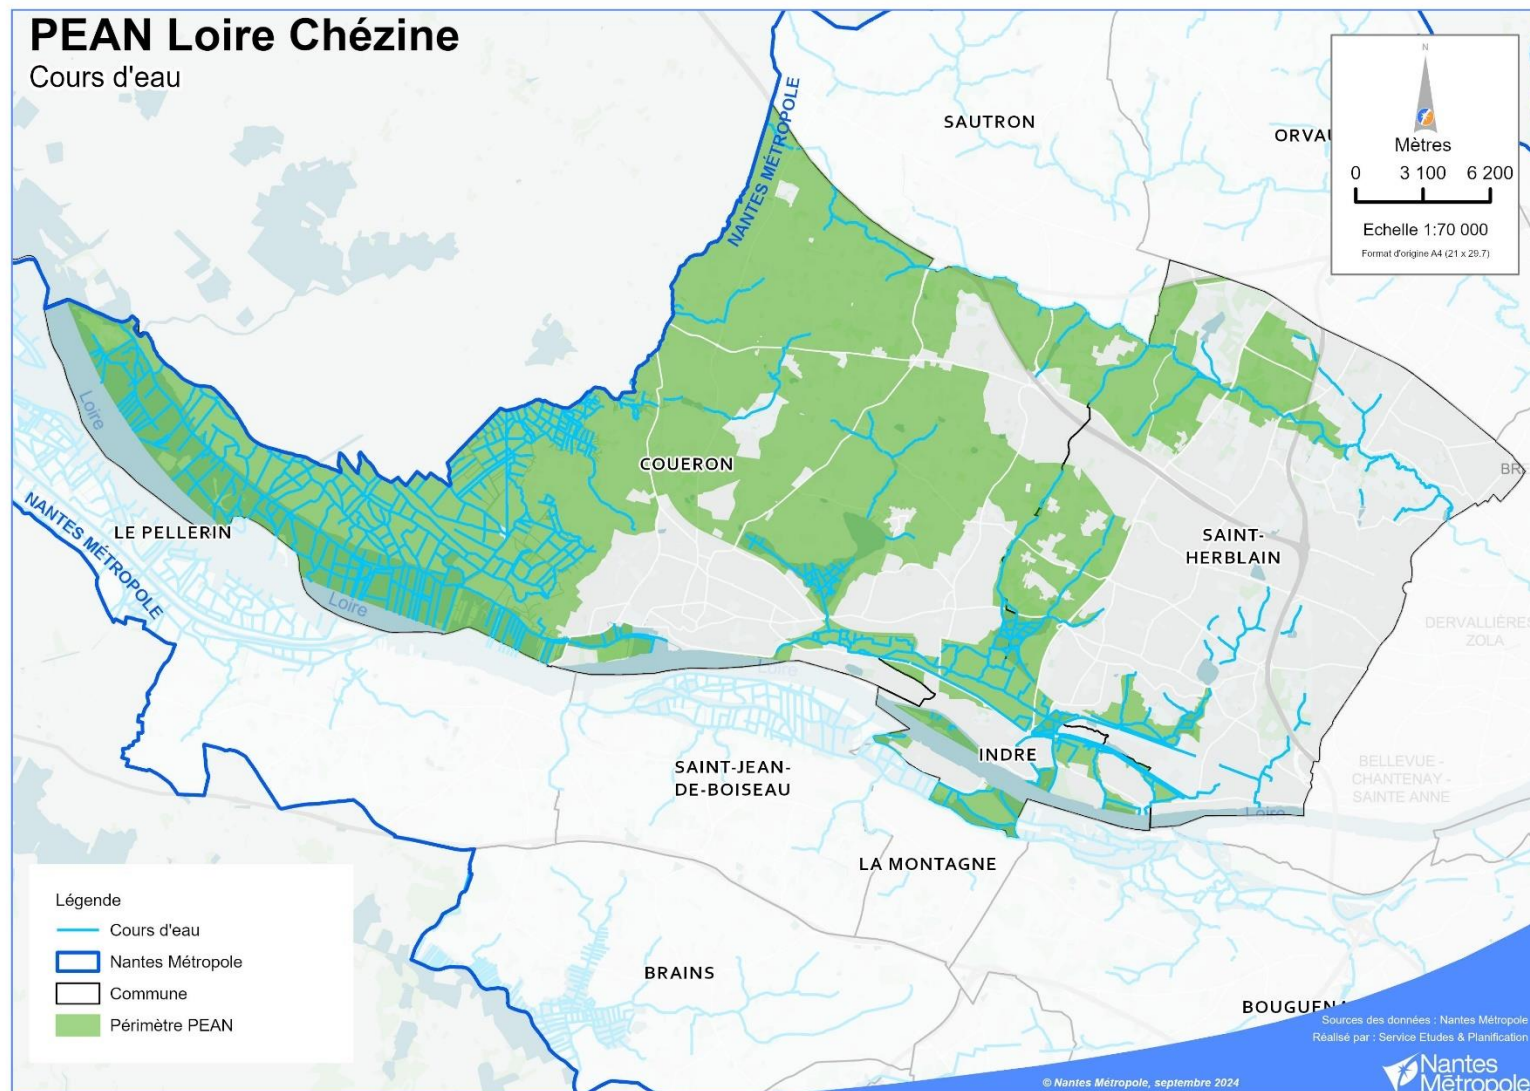 PEAN Loire Chézine
Cours d'eau
N
Mètres
0 3 100 6 200
Echelle 1:70 000
Format d'origine A4 (21 x 29.7)
SAUTRON
ORVAU
NANTES MÉTROPOLE
Loire
COUERON
BR
LE PELLERIN
NANTES MÉTROPOLE
SAINT-
HERBLAIN
Loire
DERVALLIÈRES
ZOLA
Loire
INDRE
SAINT-JEAN-
DE-BOISEAU
BELLEVUE -
CHANTENAY -
SAINTE ANNE
Loire
LA MONTAGNE
Légende
Cours d'eau
Nantes Métropole
Commune
Périmètre PEAN
BRAINS
BOUGUEN
Sources des données : Nantes Métropole
Réalisé par : Service Etudes & Planification
© Nantes Métropole, septembre 2024
Nantes
Métropole